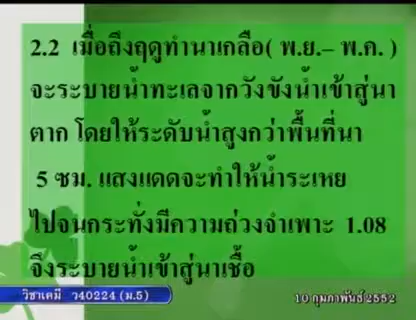 2.2 เมื่อถึงฤดูทำนาเกลือ( พ.ย.– พ.ค. )
จะระบายน้ำทะเลจากวังขังน้ำเข้าสู่นา
ตาก โดยให้ระดับน้ำสูงกว่าพื้นที่นา
5 ซม. แสงแดดจะทำให้น้ำระเหย
ไปจนกระทั่งมีความถ่วงจำเพาะ 1.08
จึงระบายน้ำเข้าสู่นาเชื้อ
วิชาเคมี ว40224 (ม.5)
10 กุมภาพันธ์ 2552